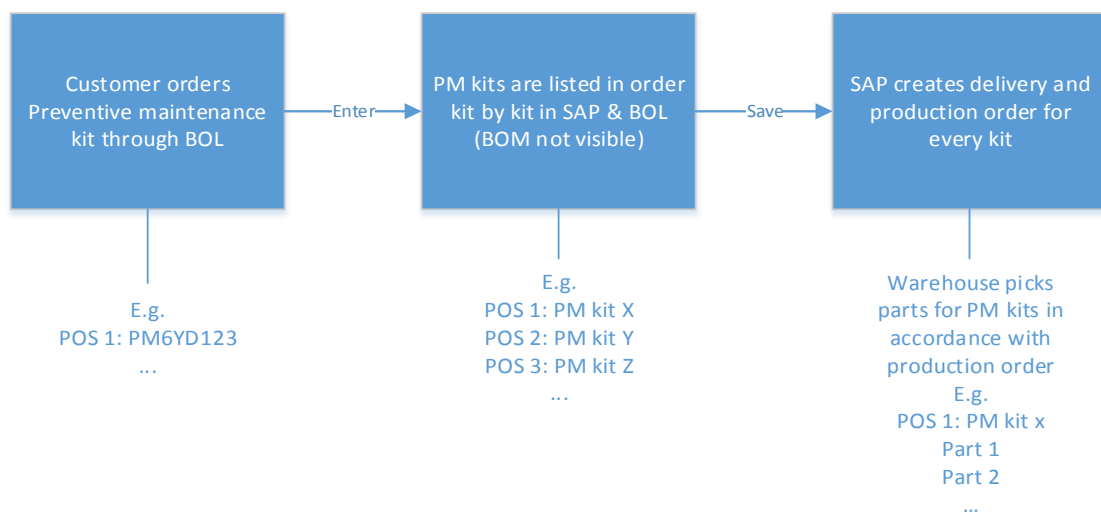 Customer orders
Preventive maintenance
kit through BOL
Enter
PM kits are listed in order
kit by kit in SAP & BOL
(BOM not visible)
Save
SAP creates delivery and
production order for
every kit
E.g.
POS 1: PM6YD123
...
E.g.
POS 1: PM kit X
POS 2: PM kit Y
POS 3: PM kit Z
...
Warehouse picks
parts for PM kits in
accordance with
production order
E.g.
POS 1: PM kit x
Part 1
Part 2
...